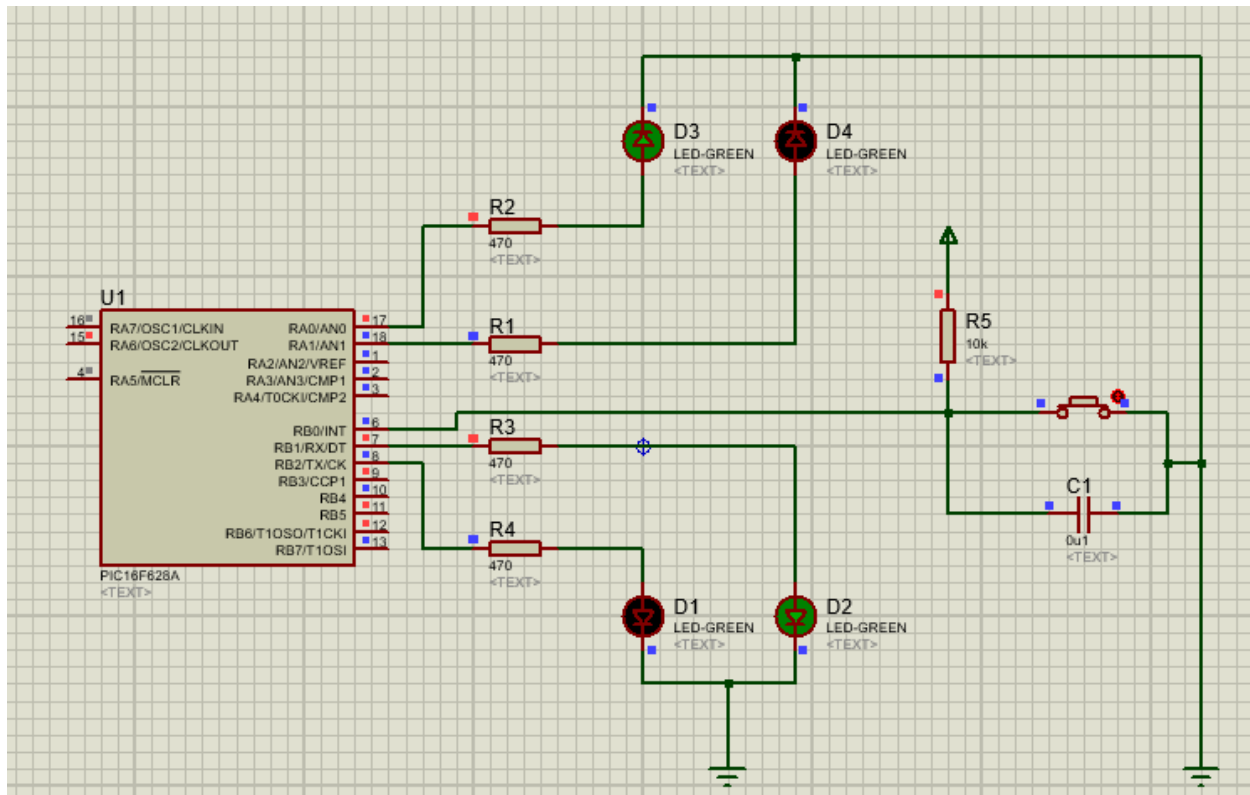 D3
LED-GREEN
<TEXT>
D4
LED-GREEN
<TEXT>
R2
470
<TEXT>
U1
16
RA7/OSC1/CLKIN
15
RA6/OSC2/CLKOUT
4
RA5/MCLR
RA0/AN0
17
RA1/AN1
18
RA2/AN2/VREF
1
RA3/AN3/CMP1
2
RA4/T0CKI/CMP2
3
RB0/INT
6
RB1/RX/DT
7
RB2/TX/CK
8
RB3/CCP1
9
RB4
10
RB5
11
RB6/T1OSO/T1CKI
12
RB7/T1OSI
13
PIC16F628A
<TEXT>
R1
470
<TEXT>
R5
10k
<TEXT>
R3
470
<TEXT>
C1
0u1
<TEXT>
R4
470
<TEXT>
D1
LED-GREEN
<TEXT>
D2
LED-GREEN
<TEXT>